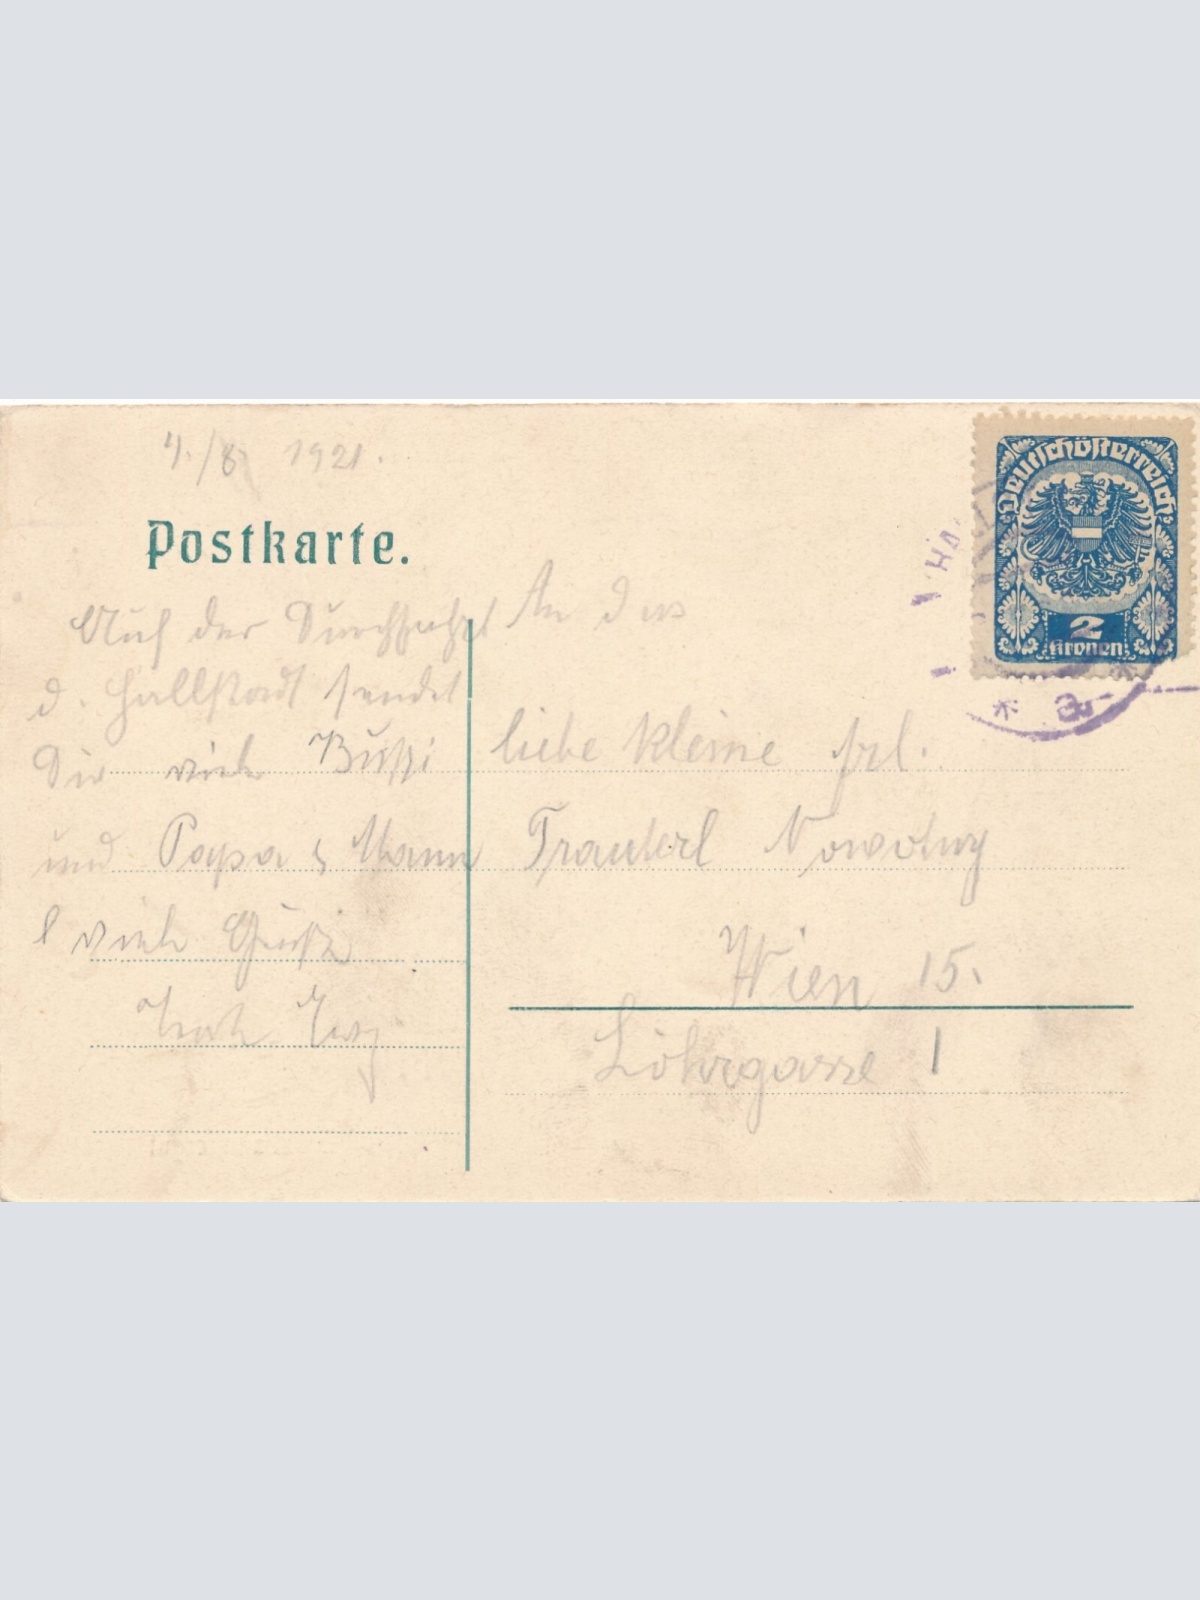 4./8 1921.
Postkarte.
Auf der Durchfahrt
d. Hallstadt sendet
Dir viele Bussi
und Papa & Mama
viele Grüße
An das
liebe kleine Frl.
Trauterl Nowotny
Wien 15.
Löhrgasse 1
Deutschösterreich
2
Kronen
* a *